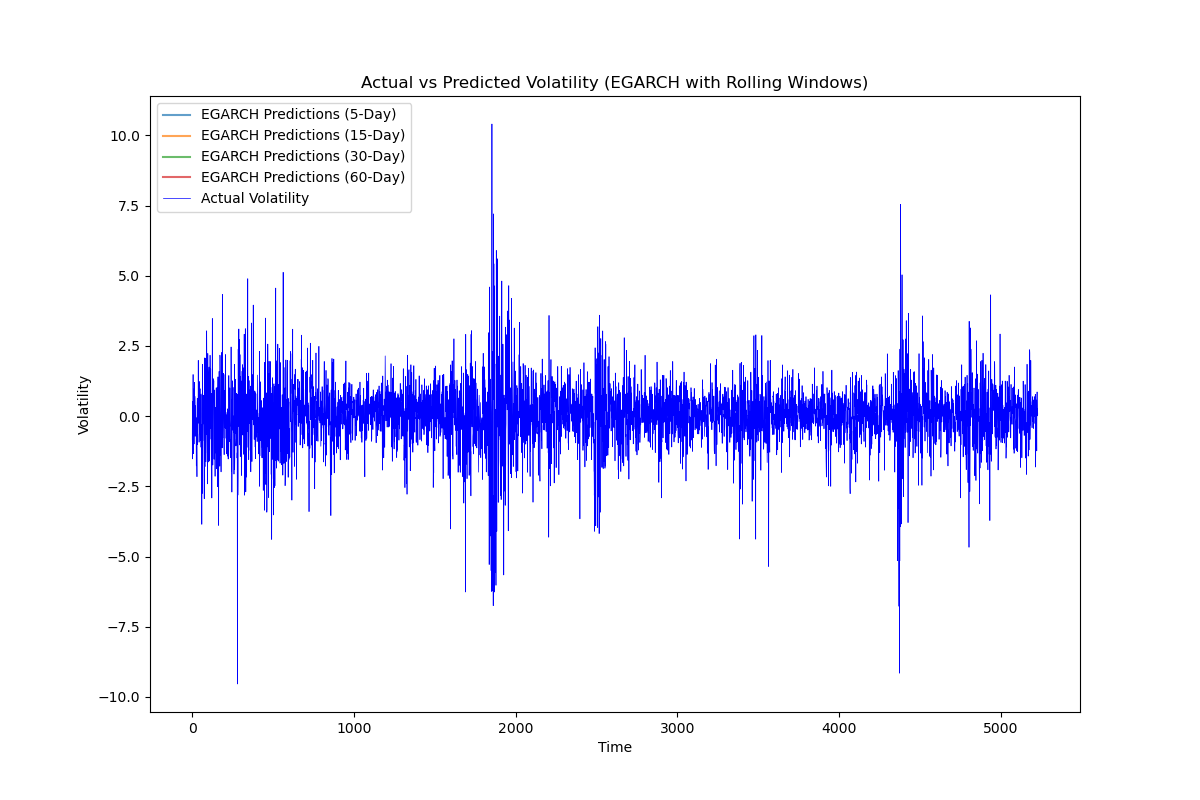 Actual vs Predicted Volatility (EGARCH with Rolling Windows)
EGARCH Predictions (5-Day)
EGARCH Predictions (15-Day)
EGARCH Predictions (30-Day)
EGARCH Predictions (60-Day)
Actual Volatility
10.0
7.5
5.0
2.5
0.0
−2.5
−5.0
−7.5
−10.0
Volatility
0 1000 2000 3000 4000 5000
Time